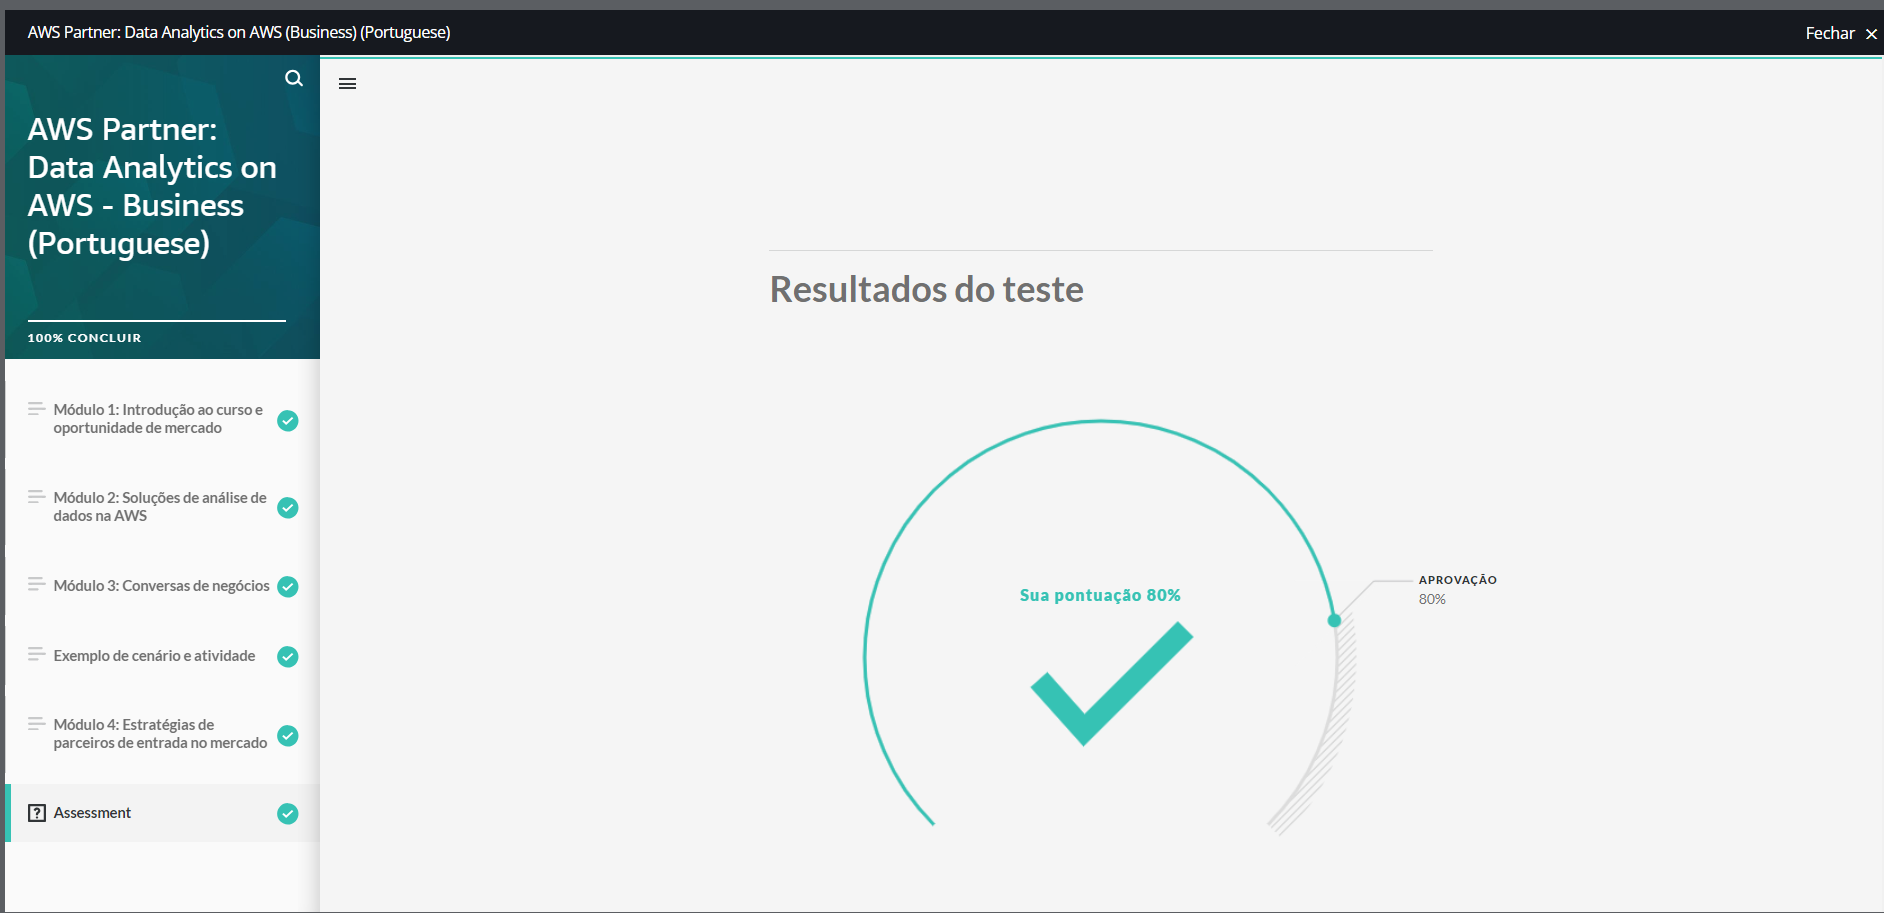 AWS Partner: Data Analytics on AWS (Business) (Portuguese)
Fechar
AWS Partner:
Data Analytics on
AWS - Business
(Portuguese)
100% CONCLUIR
Módulo 1: Introdução ao curso e
oportunidade de mercado
Módulo 2: Soluções de análise de
dados na AWS
Módulo 3: Conversas de negócios
Exemplo de cenário e atividade
Módulo 4: Estratégias de
parceiros de entrada no mercado
Assessment
Resultados do teste
Sua pontuação 80%
APROVAÇÃO
80%